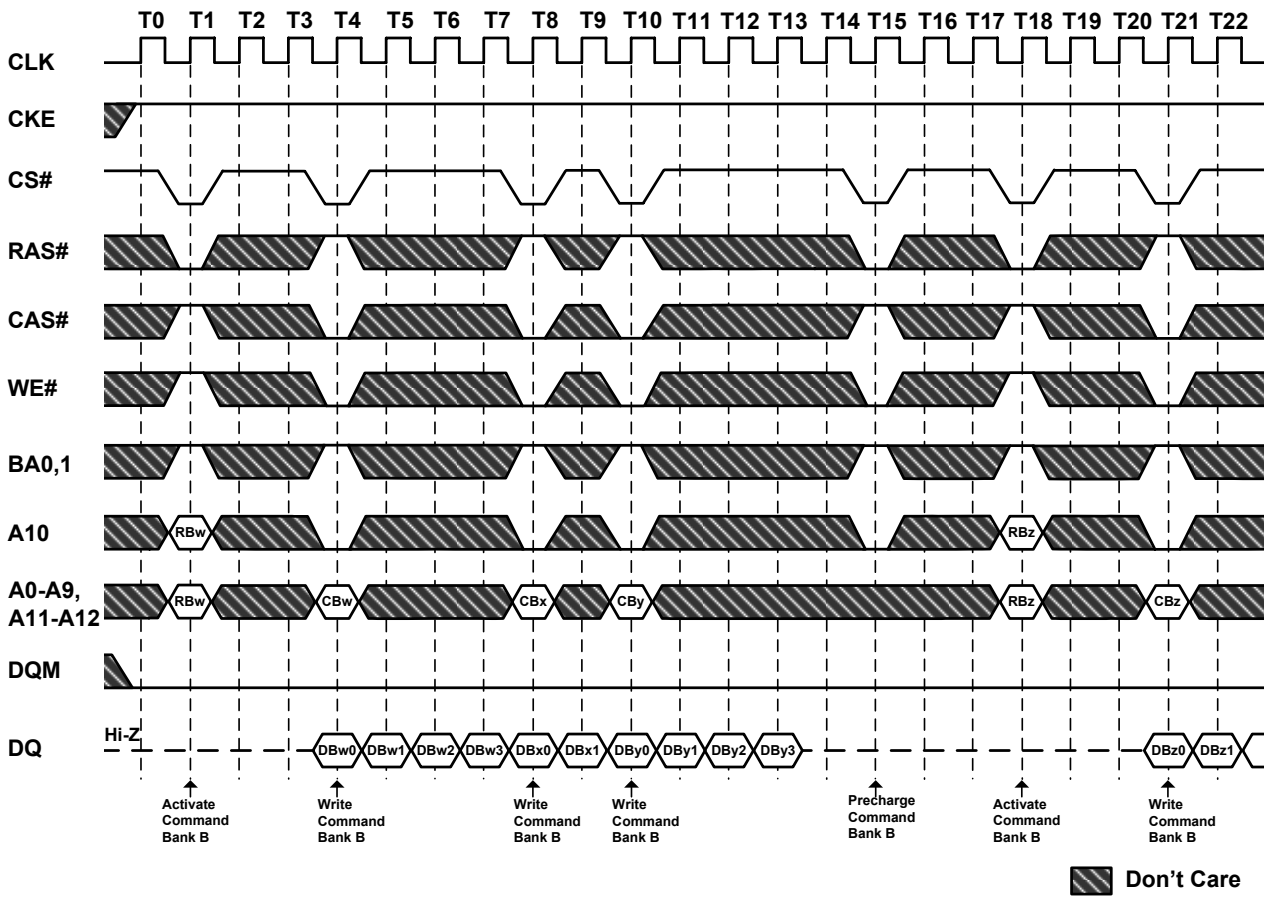 T0 T1 T2 T3 T4 T5 T6 T7 T8 T9 T10 T11 T12 T13 T14 T15 T16 T17 T18 T19 T20 T21 T22
CLK
CKE
CS#
RAS#
CAS#
WE#
BA0,1
A10
RBw
RBz
A0-A9,
A11-A12
RBw
CBw
CBx
CBy
RBz
CBz
DQM
DQ
Hi-Z
DBw0 DBw1 DBw2 DBw3 DBx0 DBx1 DBy0 DBy1 DBy2 DBy3 DBz0 DBz1
Activate
Command
Bank B
Write
Command
Bank B
Write
Command
Bank B
Write
Command
Bank B
Precharge
Command
Bank B
Activate
Command
Bank B
Write
Command
Bank B
Don't Care